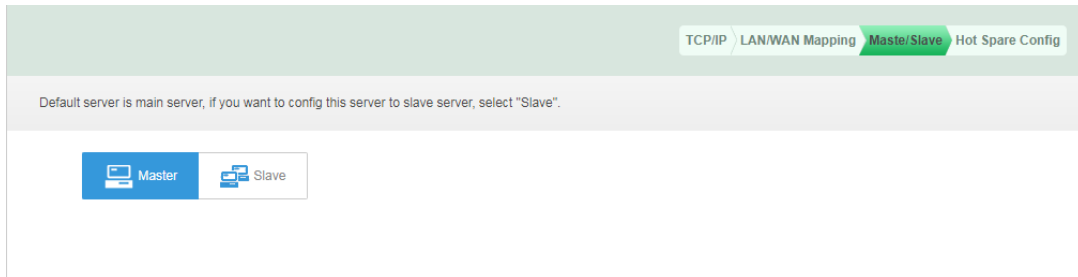 TCP/IP LAN/WAN Mapping Maste/Slave Hot Spare Config
Default server is main server, if you want to config this server to slave server, select "Slave".
Master Slave